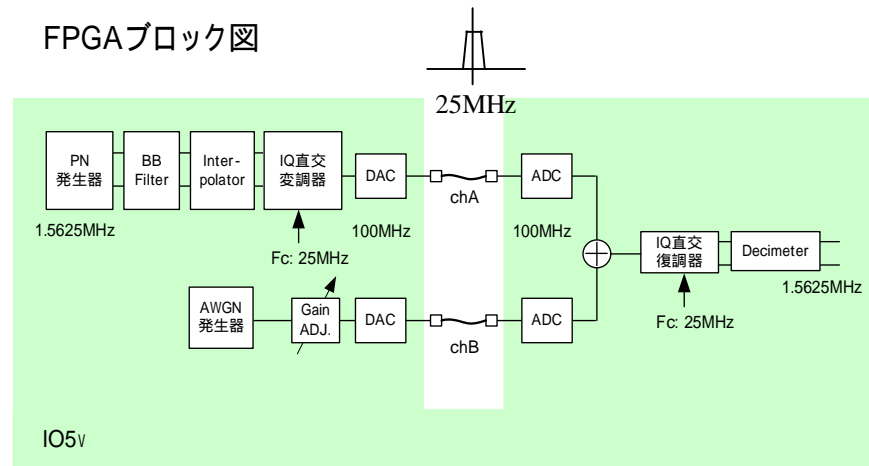 FPGAブロック図
25MHz
PN
発生器
BB
Filter
Inter-
polator
IQ直交
変調器
DAC
chA
ADC
1.5625MHz
100MHz
100MHz
Fc: 25MHz
IQ直交
復調器
Decimeter
1.5625MHz
Fc: 25MHz
AWGN
発生器
Gain
ADJ.
DAC
chB
ADC
IO5V